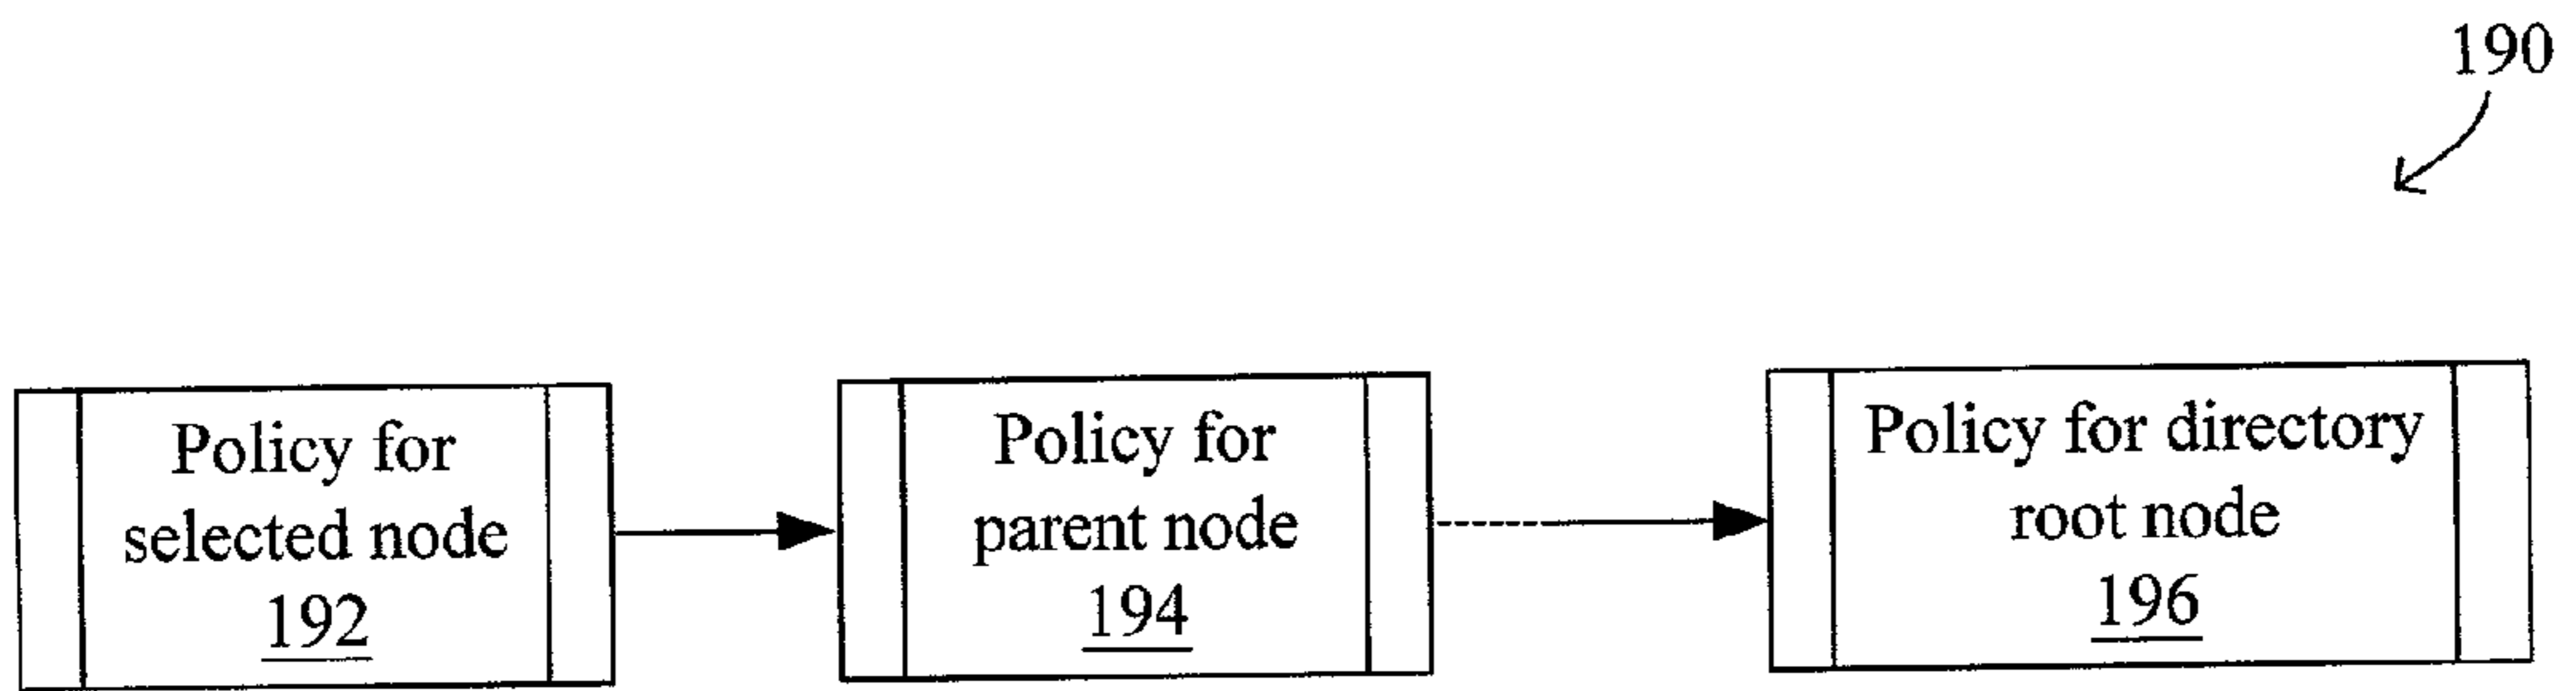 190
Policy for
selected node
192
Policy for
parent node
194
Policy for directory
root node
196